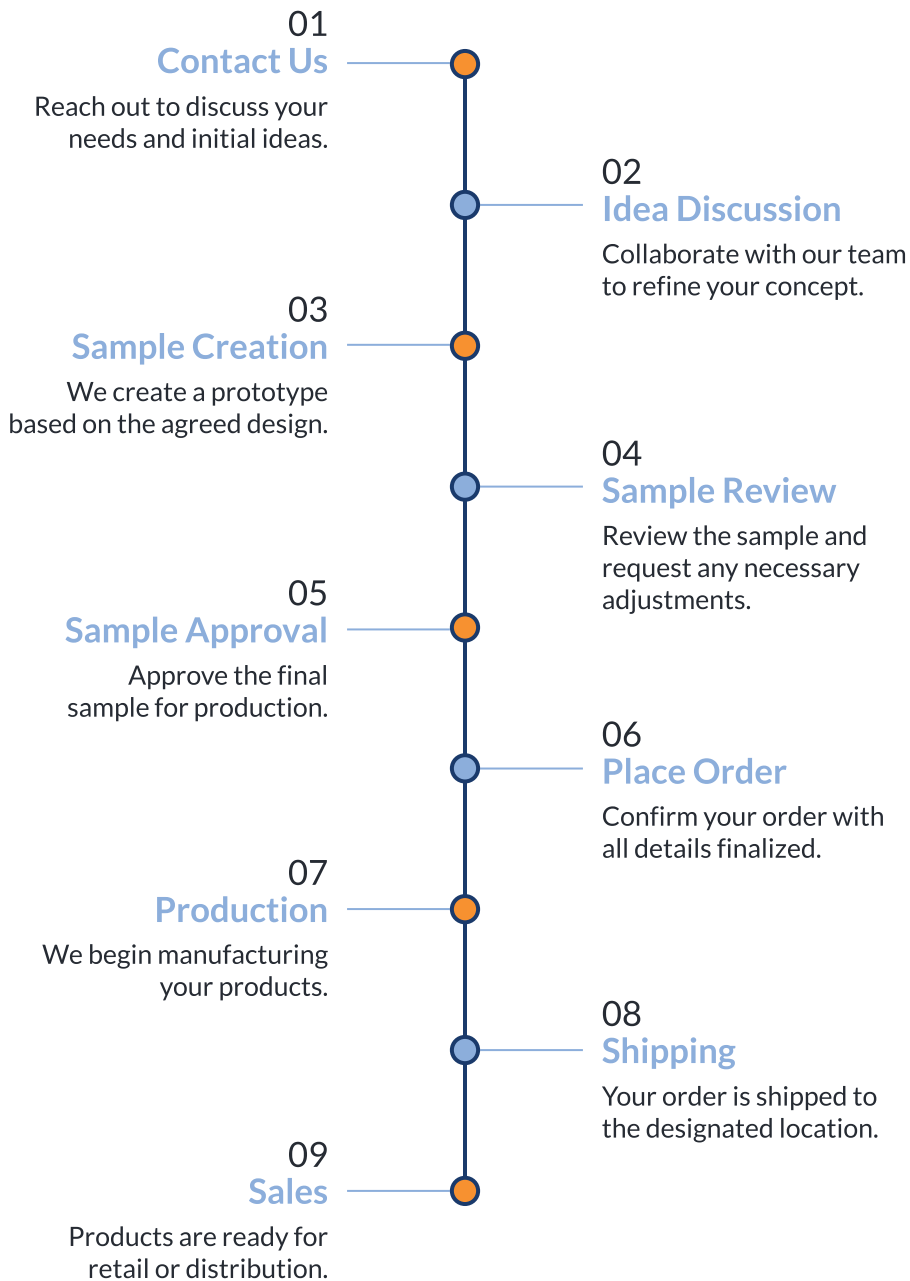 01
Contact Us
Reach out to discuss your
needs and initial ideas.
02
Idea Discussion
Collaborate with our team
to refine your concept.
03
Sample Creation
We create a prototype
based on the agreed design.
04
Sample Review
Review the sample and
request any necessary
adjustments.
05
Sample Approval
Approve the final
sample for production.
06
Place Order
Confirm your order with
all details finalized.
07
Production
We begin manufacturing
your products.
08
Shipping
Your order is shipped to
the designated location.
09
Sales
Products are ready for
retail or distribution.